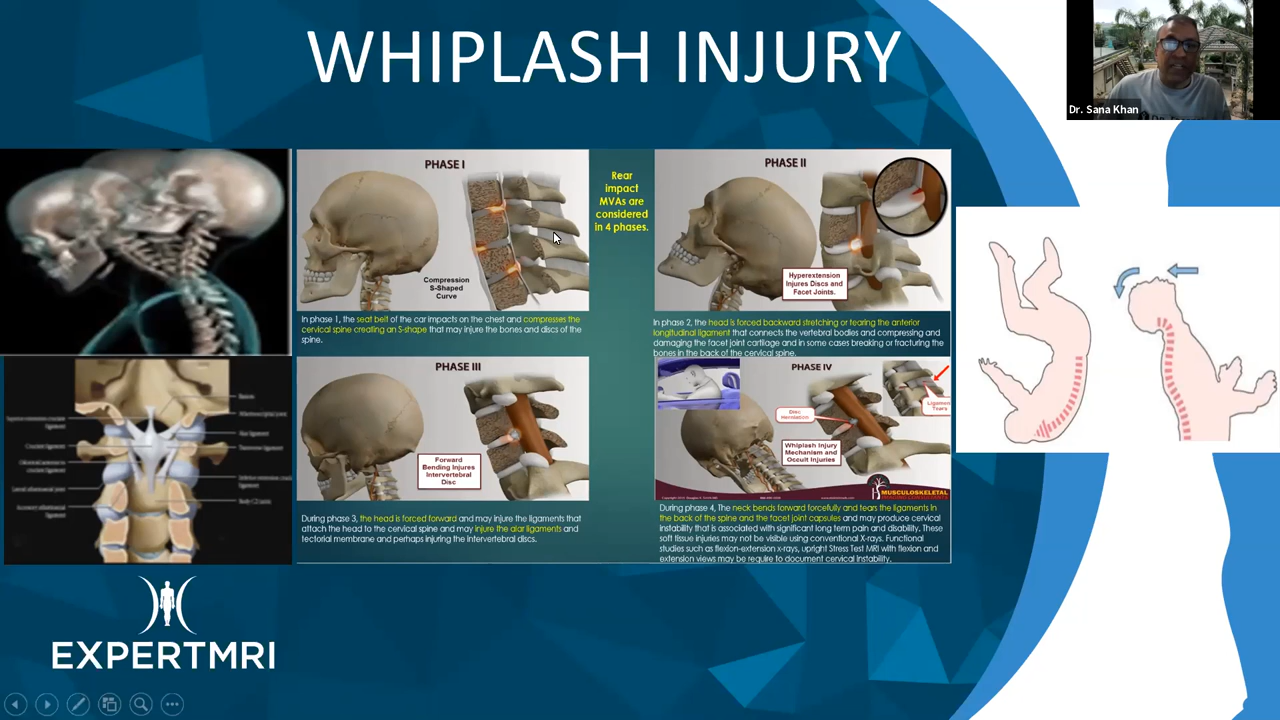 WHIPLASH INJURY
Dr. Sana Khan
PHASE I
Compression
S-Shaped
Curve
In phase 1, the seat belt of the car impacts on the chest and compresses the
cervical spine creating an S-shape that may injure the bones and discs of the
spine.
Rear
impact
MVAs are
considered
in 4 phases.
PHASE II
Hyperextension
Injures Discs and
Facet Joints.
In phase 2, the head is forced backward stretching or tearing the anterior
longitudinal ligament that connects the vertebral bodies and compressing and
damaging the facet joint cartilage and in some cases breaking or fracturing the
bones in the back of the cervical spine.
PHASE III
Forward
Bending Injures
Intervertebral
Disc
During phase 3, the head is forced forward and may injure the ligaments that
attach the head to the cervical spine and may injure the alar ligaments and
tectorial membrane and perhaps injuring the intervertebral discs.
PHASE IV
Disc
Herniation
Ligament
Tears
Whiplash Injury
Mechanism and
Occult Injuries
MUSCULOSKELETAL
During phase 4, The neck bends forward forcefully and tears the ligaments in
the back of the spine and the facet joint capsules and may produce cervical
instability that is associated with significant long term pain and disability. These
soft tissue injuries may not be visible using conventional X-rays. Functional
studies such as flexion-extension x-rays, upright Stress Test MRI with flexion and
extension views may be require to document cervical instability.
EXPERTMRI